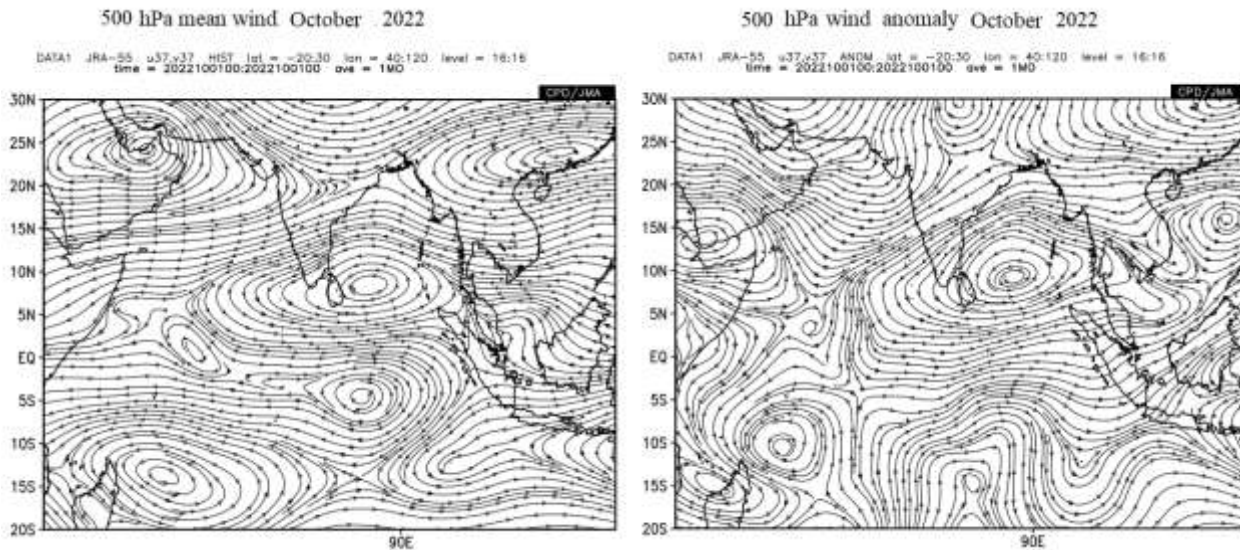 500 hPa mean wind October 2022
DATA1 JRA-55 u37,v37 HIST lat = -20:30 lon = 40:120 level = 16:16
time = 2022100100:2022100100 ave = 1MO
CPD/JMA
30N
25N
20N
15N
10N
5N
EQ
5S
10S
15S
20S
90E
500 hPa wind anomaly October 2022
DATA1 JRA-55 u37,v37 ANOM lat = -20:30 lon = 40:120 level = 16:16
time = 2022100100:2022100100 ave = 1MO
CPD/JMA
30N
25N
20N
15N
10N
5N
EQ
5S
10S
15S
20S
90E